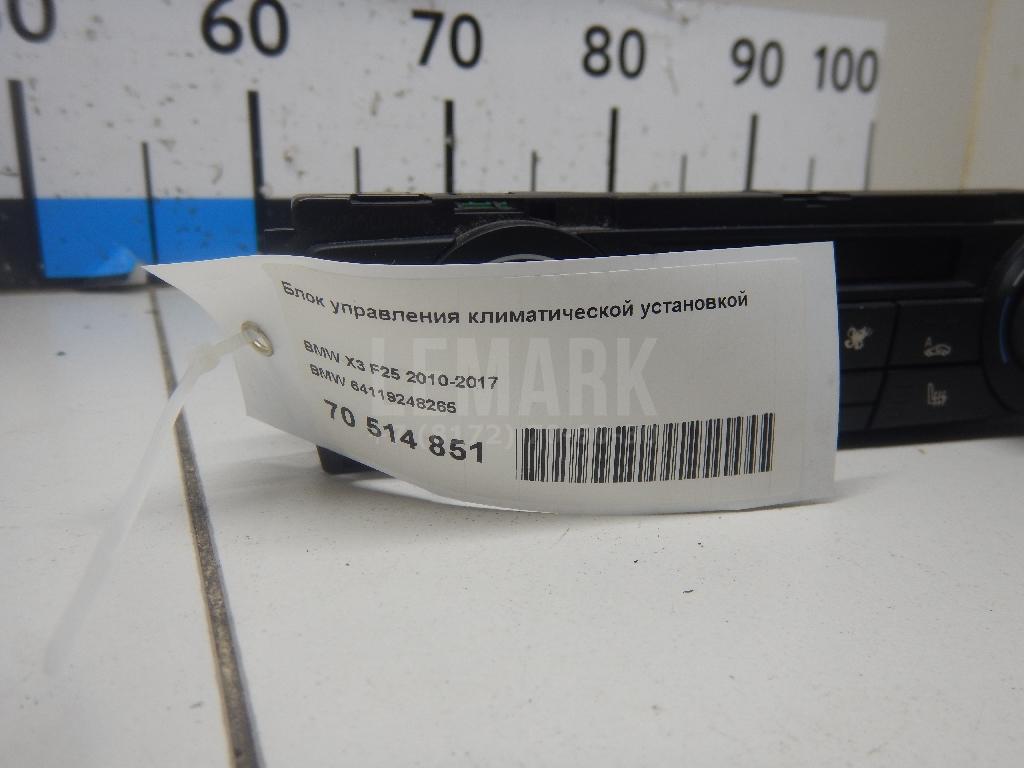 60 70 80 90 100
Блок управления климатической установкой
BMW X3 F25 2010-2017
BMW 64119248265
70 514 851
LEMARK